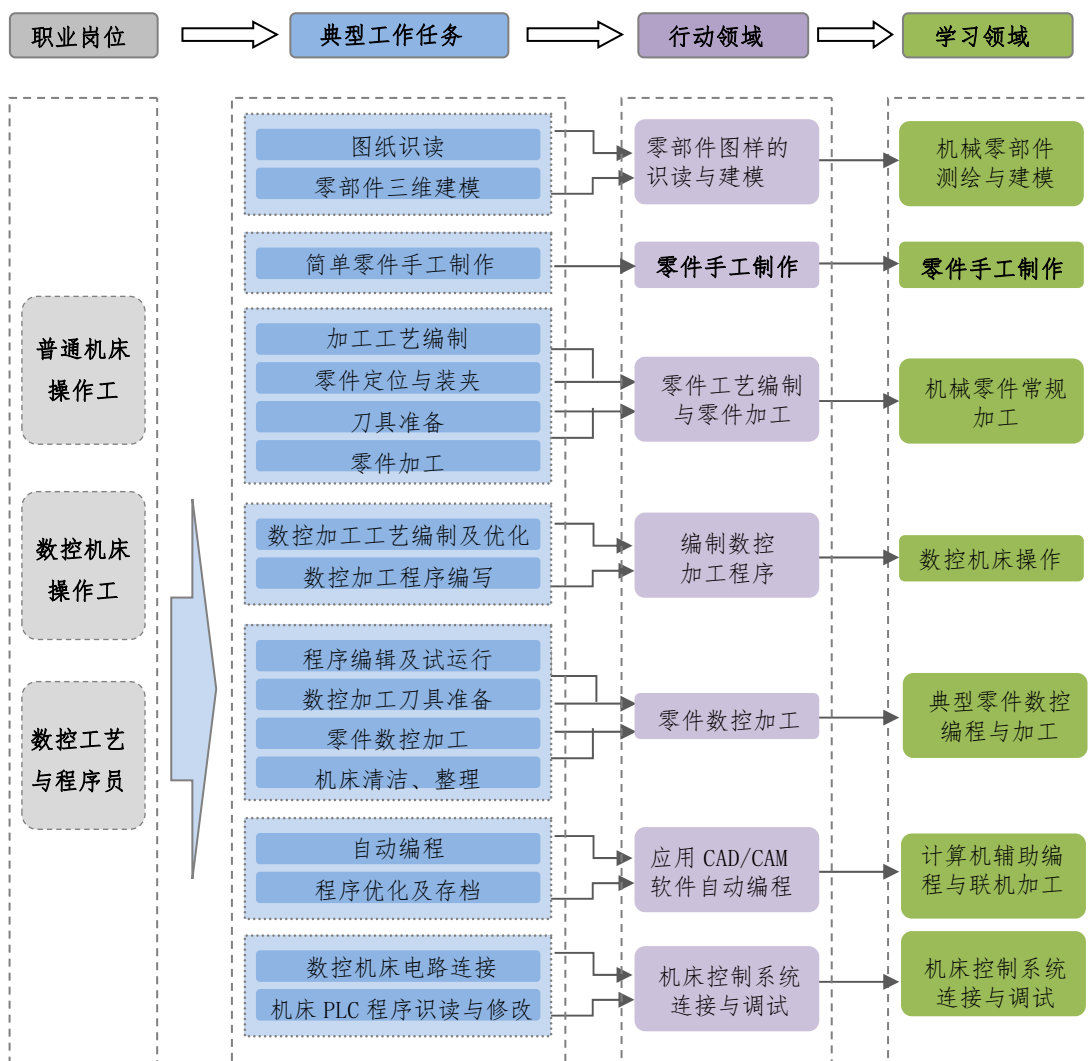 职业岗位
典型工作任务
行动领域
学习领域
普通机床
操作工
数控机床
操作工
数控工艺
与程序员
图纸识读
零部件三维建模
零部件图样的
识读与建模
机械零部件
测绘与建模
简单零件手工制作
零件手工制作
零件手工制作
加工工艺编制
零件定位与装夹
刀具准备
零件加工
零件工艺编制
与零件加工
机械零件常规
加工
数控加工工艺编制及优化
数控加工程序编写
编制数控
加工程序
数控机床操作
程序编辑及试运行
数控加工刀具准备
零件数控加工
机床清洁、整理
零件数控加工
典型零件数控
编程与加工
自动编程
程序优化及存档
应用 CAD/CAM
软件自动编程
计算机辅助编
程与联机加工
数控机床电路连接
机床 PLC 程序识读与修改
机床控制系统
连接与调试
机床控制系统
连接与调试